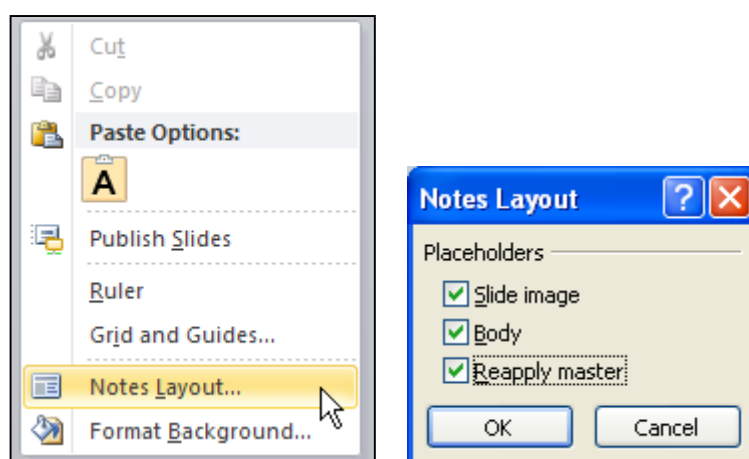 Cut
Copy
Paste Options:
A
Publish Slides
Ruler
Grid and Guides...
Notes Layout...
Format Background...
Notes Layout ?
Placeholders
Slide image
Body
Reapply master
OK Cancel